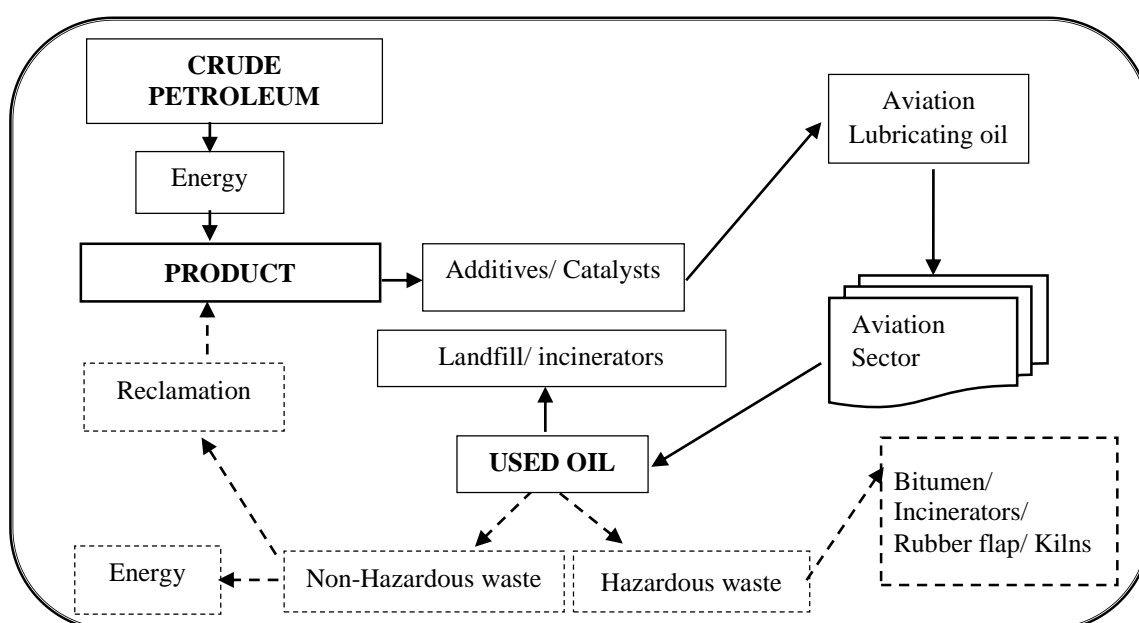 CRUDE
PETROLEUM
Energy
PRODUCT
Additives/ Catalysts
Aviation
Lubricating oil
Aviation
Sector
Landfill/ incinerators
Reclamation
USED OIL
Bitumen/
Incinerators/
Rubber flap/ Kilns
Energy
Non-Hazardous waste
Hazardous waste